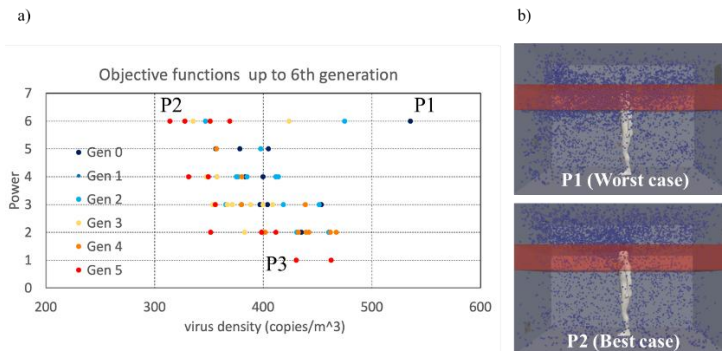 a)
b)
Objective functions up to 6th generation
P2
P1
7
6
5
4
3
2
1
0
Power
Gen 0
Gen 1
Gen 2
Gen 3
Gen 4
Gen 5
P3
200
300
400
500
600
virus density (copies/m^3)
P1 (Worst case)
P2 (Best case)